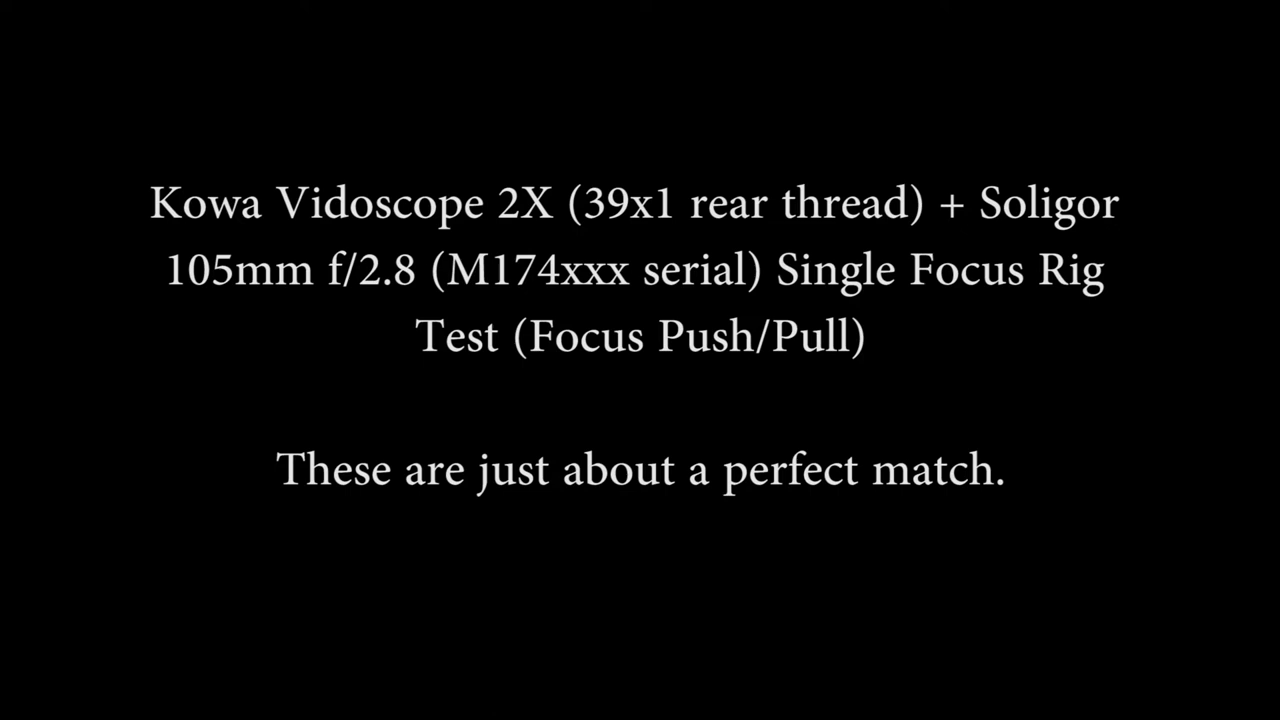 Kowa Vidoscope 2X (39x1 rear thread) + Soligor
105mm f/2.8 (M174xxx serial) Single Focus Rig
Test (Focus Push/Pull)
These are just about a perfect match.